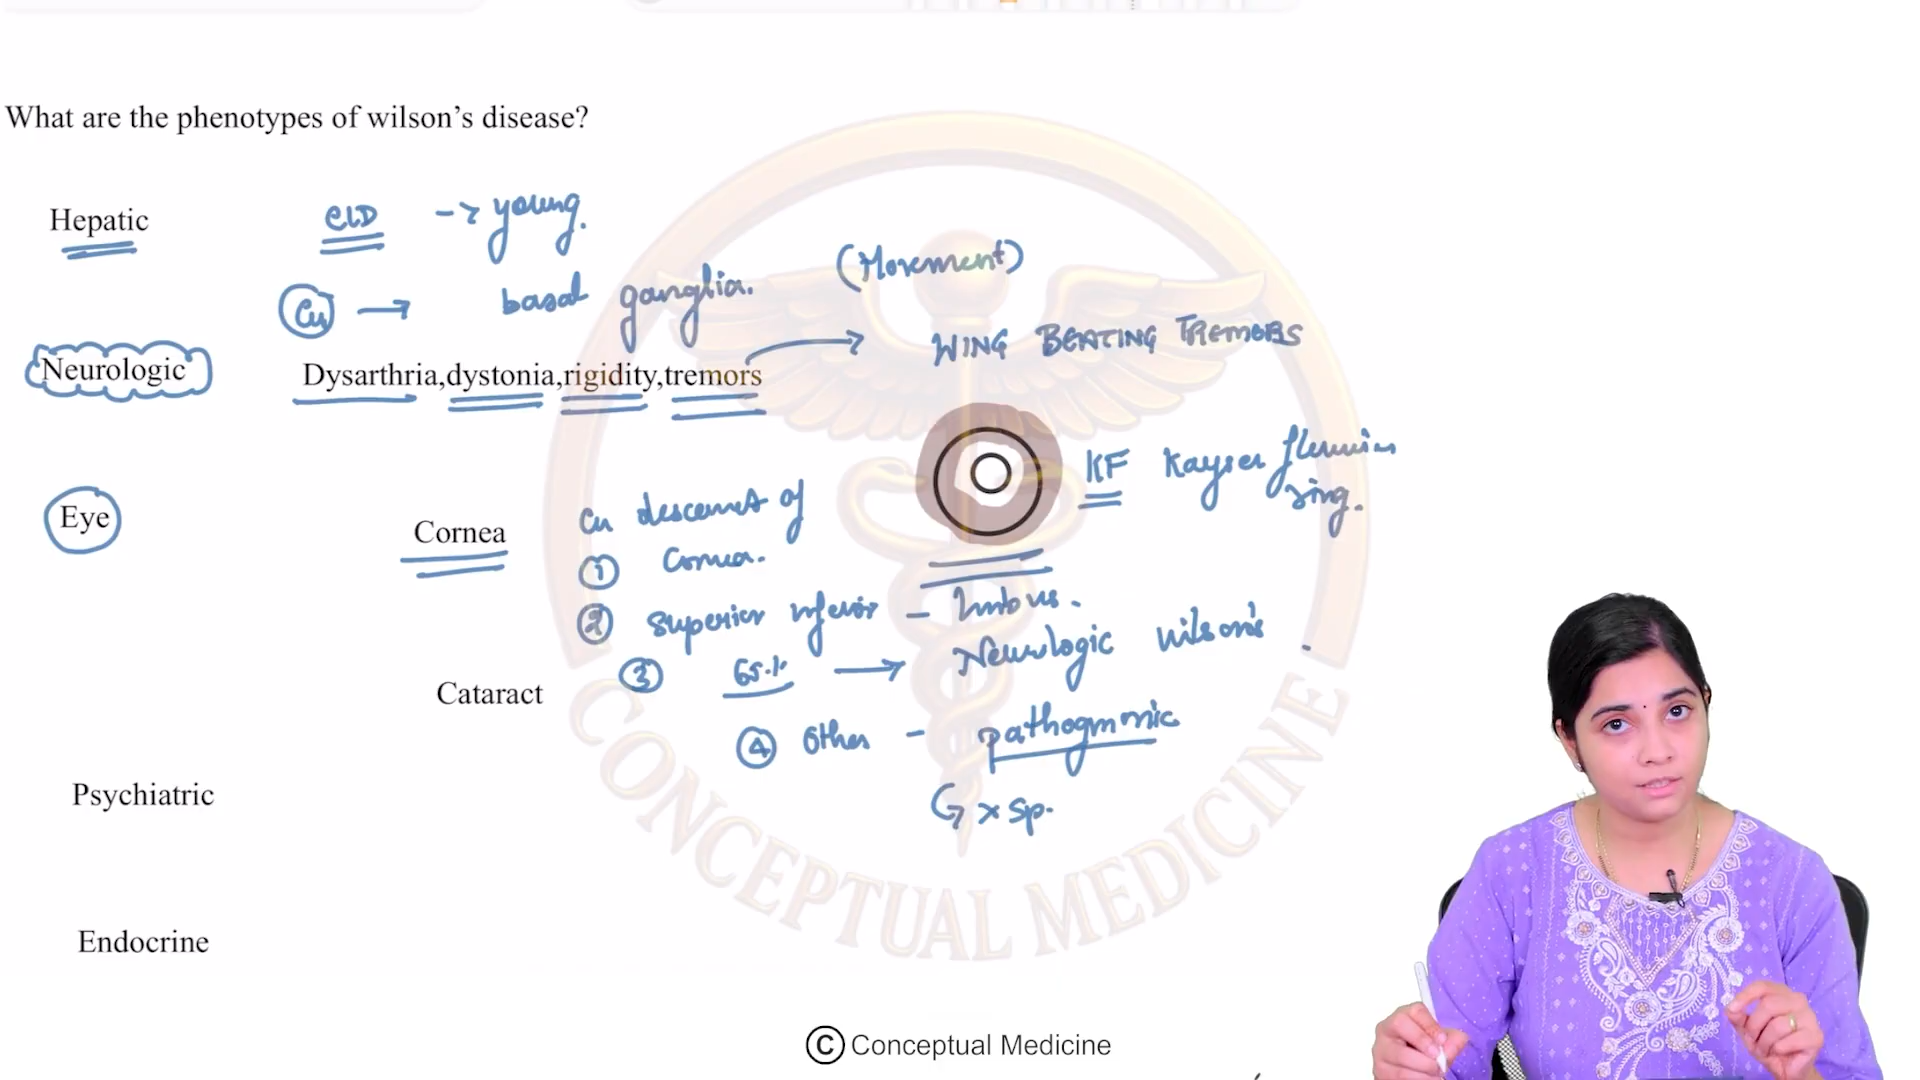 What are the phenotypes of wilson's disease?
Hepatic CLD -> young.
Cu → basal ganglia. (Movement)
WING BEATING TREMORS
Neurologic Dysarthria,dystonia,rigidity,tremors
KF Kayser
ring.
Eye Cornea Cu descemet of
① Cornea.
② Superior inferior - Limbus.
③ 65% → Neurologic Wilson's
Cataract
④ Other - pathogmonic
x sp.
Psychiatric
Endocrine
CONCEPTUAL MEDICINE
© Conceptual Medicine